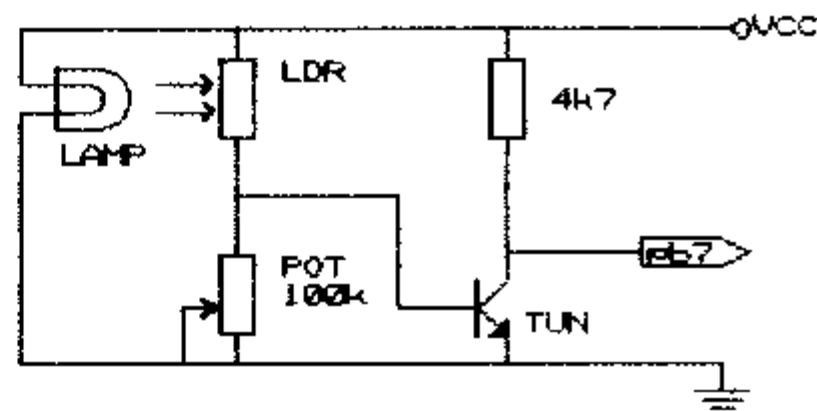 VCC
LDR
4k7
LAMP
pb7
POT
100k
TUN